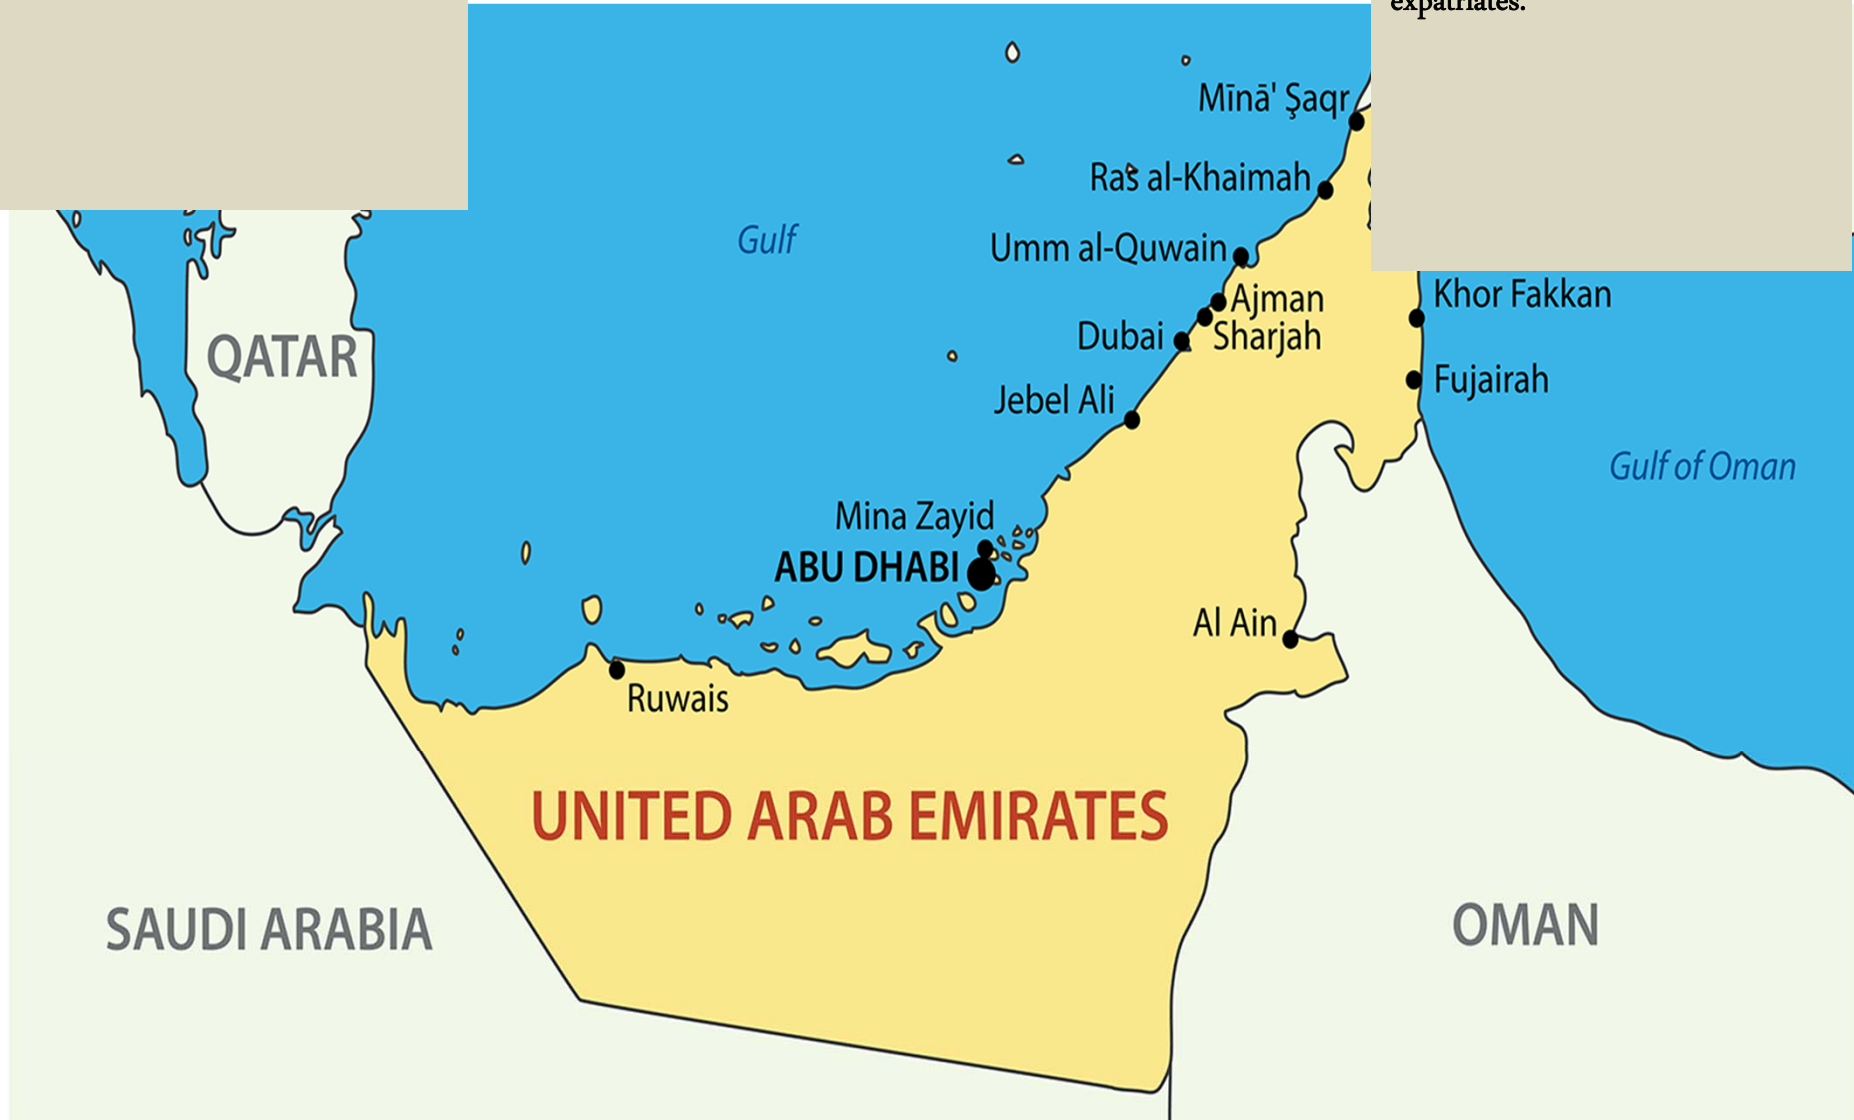 expatriates.
Mīnā' Şaqr
Ras al-Khaimah
Gulf
Umm al-Quwain
Ajman
Khor Fakkan
Dubai
Sharjah
QATAR
Fujairah
Jebel Ali
Gulf of Oman
Mina Zayid
ABU DHABI
Al Ain
Ruwais
UNITED ARAB EMIRATES
SAUDI ARABIA
OMAN